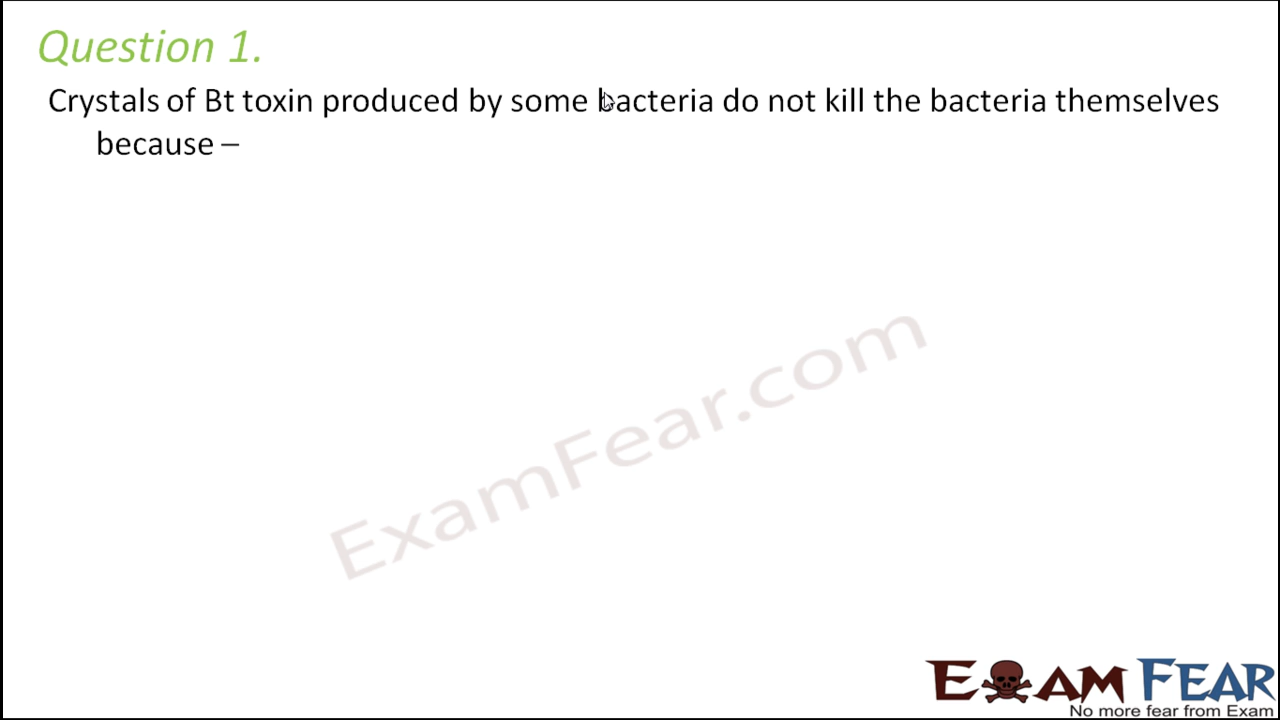 Question 1.
Crystals of Bt toxin produced by some bacteria do not kill the bacteria themselves
because –
ExamFear.com
EXAM FEAR
No more fear from Exam